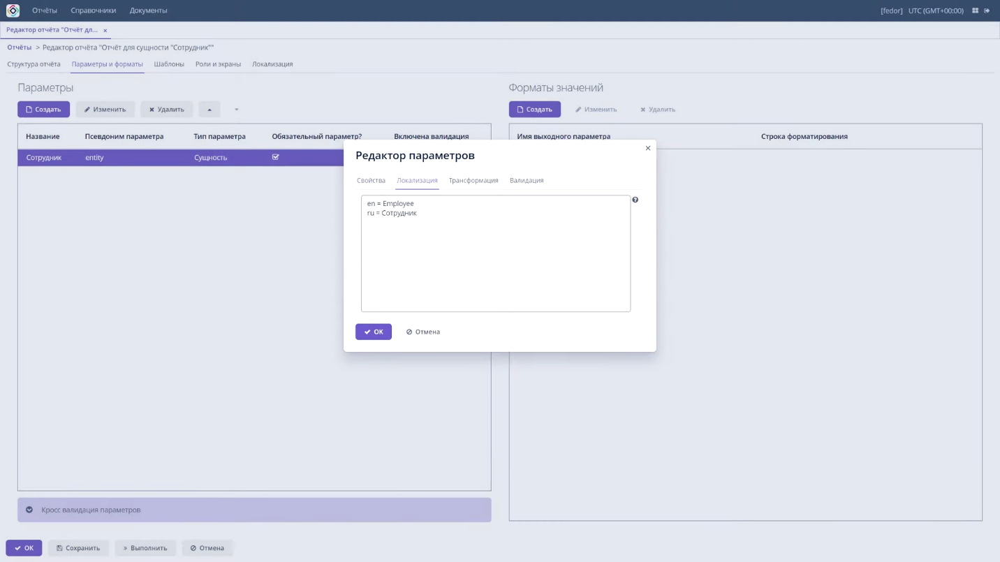 Отчёты Справочники Документы [fedor] UTC (GMT+00:00)
Редактор отчёта "Отчёт дл... ×
Отчёты > Редактор отчёта "Отчёт для сущности "Сотрудник""
Структура отчёта Параметры и форматы Шаблоны Роли и экраны Локализация
Параметры Форматы значений
Создать Изменить Удалить Создать Изменить Удалить
Название Псевдоним параметра Тип параметра Обязательный параметр? Включена валидация Имя выходного параметра Строка форматирования
Сотрудник entity Сущность
Редактор параметров
Свойства Локализация Трансформация Валидация
en = Employee
ru = Сотрудник
OK Отмена
Кросс валидация параметров
OK Сохранить Выполнить Отмена